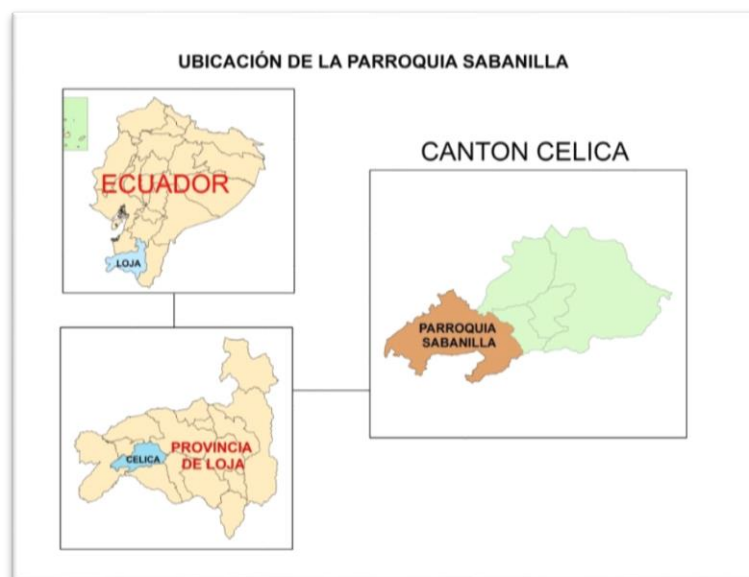 UBICACIÓN DE LA PARROQUIA SABANILLA
ECUADOR
LOJA
CANTON CELICA
PARROQUIA
SABANILLA
PROVINCIA
DE LOJA
CELICA